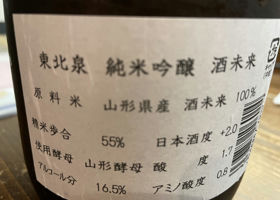 東北泉 純米吟醸 酒未来
原料米 山形県産 酒未来 100%
精米歩合 55% 日本酒度 +2.0
使用酵母 山形酵母 酸度 1.7
アルコール分 16.5% アミノ酸度 0.8